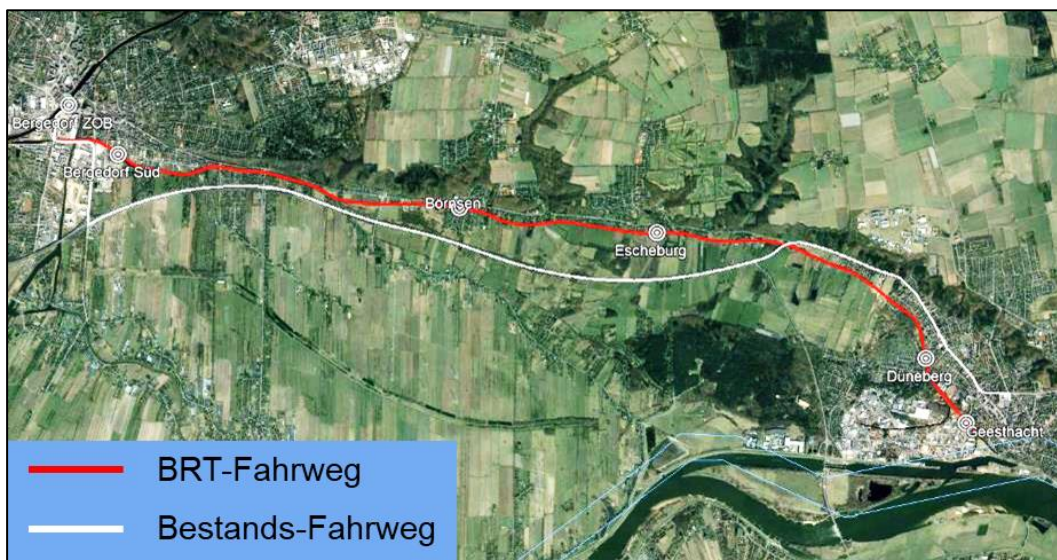 Bergedorf ZOB
Bergedorf Süd
Börnsen
Escheburg
Düneberg
Geesthacht
BRT-Fahrweg
Bestands-Fahrweg